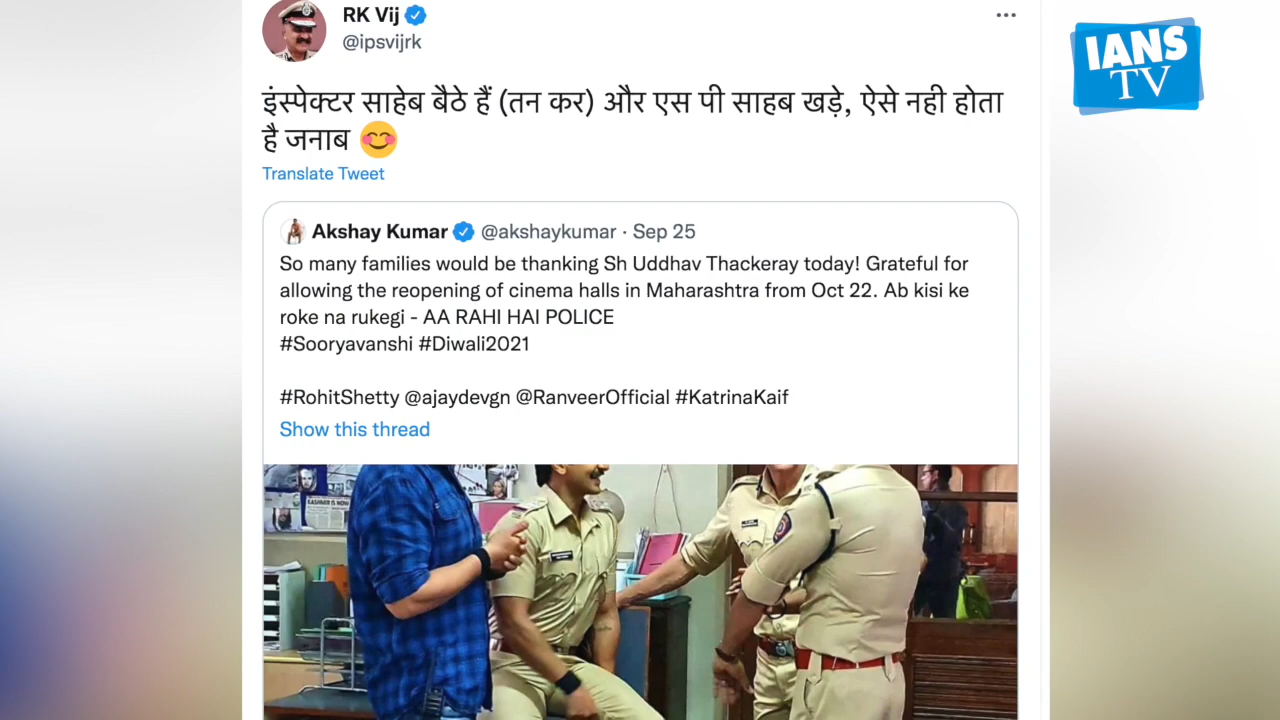 RK Vij
@ipsvijrk
IANS
TV
इंस्पेक्टर साहेब बैठे हैं (तन कर) और एस पी साहब खड़े, ऐसे नही होता
है जनाब 😊
Translate Tweet
Akshay Kumar @akshaykumar · Sep 25
So many families would be thanking Sh Uddhav Thackeray today! Grateful for
allowing the reopening of cinema halls in Maharashtra from Oct 22. Ab kisi ke
roke na rukegi - AA RAHI HAI POLICE
#Sooryavanshi #Diwali2021
#RohitShetty @ajaydevgn @RanveerOfficial #KatrinaKaif
Show this thread